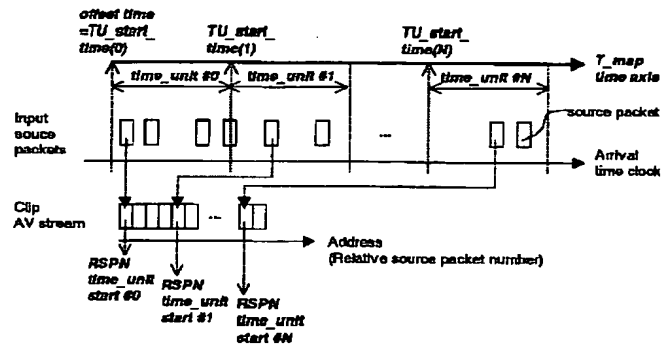 offset time
=TU_start_
time(0)
TU_start_
time(1)
TU_start_
time(N)
T_map
time axis
time_unit #0
time_unit #1
time_unit #N
source packet
Input
souce
packets
...
Arrival
time clock
Clip
AV stream
...
Address
(Relative source packet number)
RSPN
time_unit
start #0
RSPN
time_unit
start #1
RSPN
time_unit
start #N